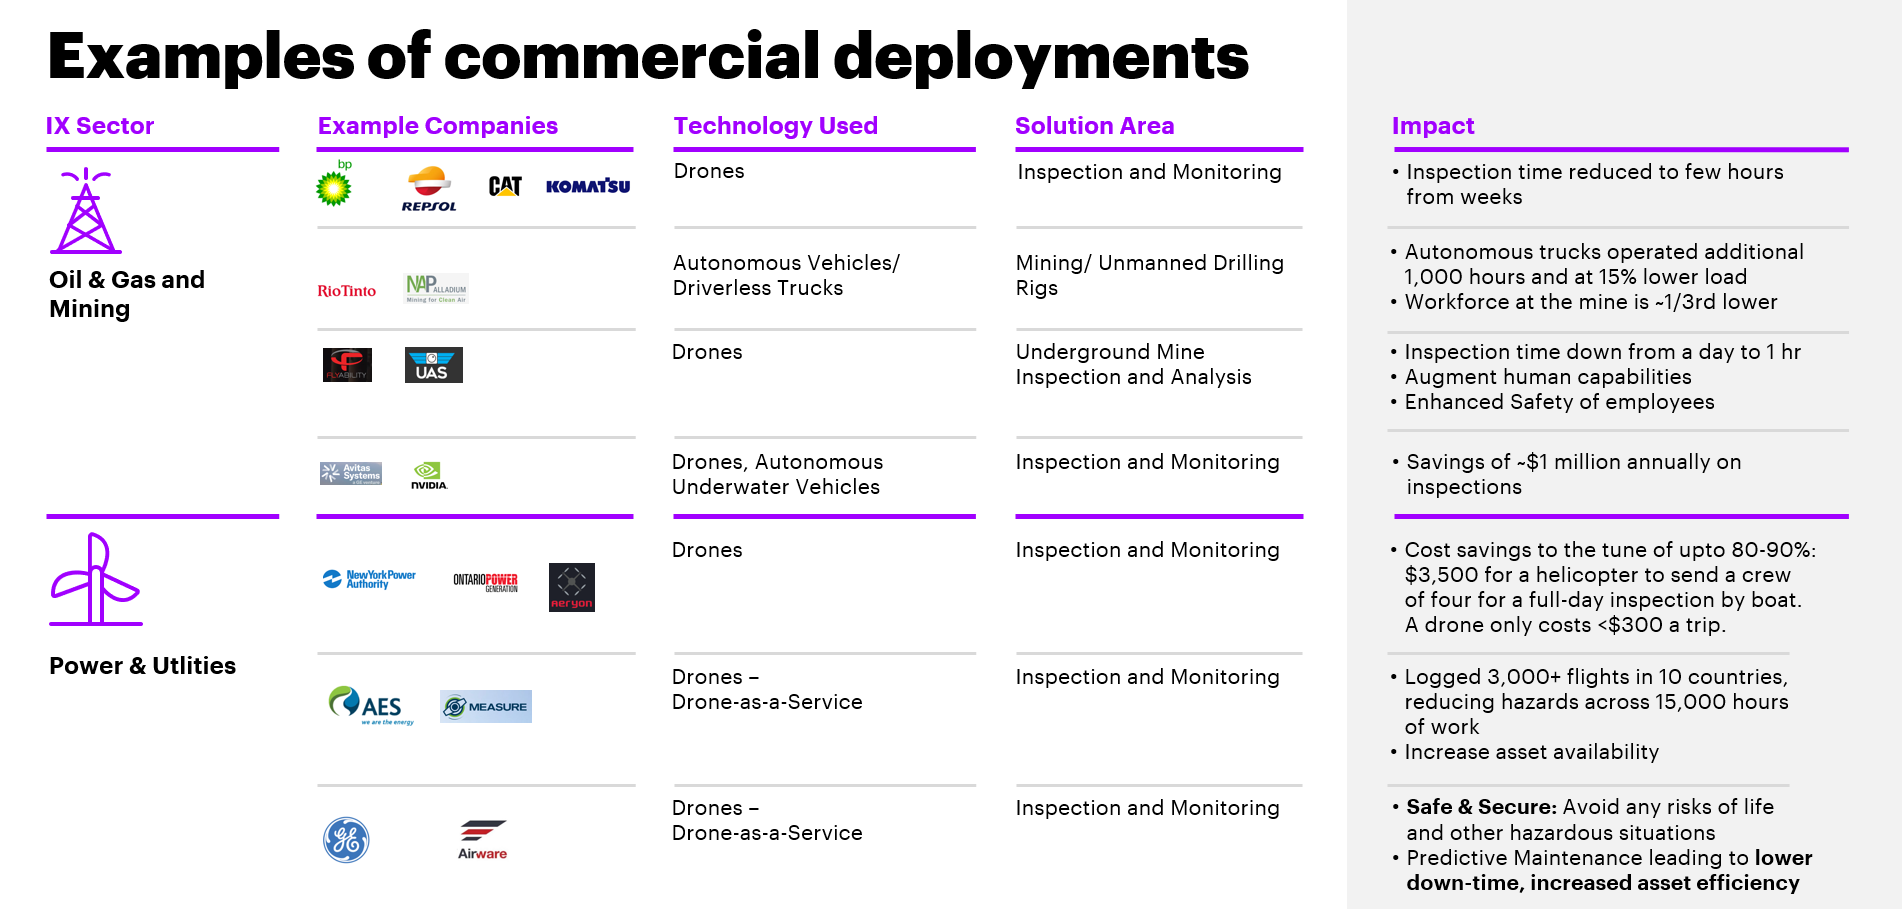 Examples of commercial deployments
IX Sector
Example Companies
Technology Used
Solution Area
Impact
Oil & Gas and
Mining
bp
REPSOL
CAT
KOMATSU
Drones
Inspection and Monitoring
• Inspection time reduced to few hours
from weeks
RioTinto
NAP
ALLADIUM
Mining for Clean Air
Autonomous Vehicles/
Driverless Trucks
Mining/ Unmanned Drilling
Rigs
• Autonomous trucks operated additional
1,000 hours and at 15% lower load
• Workforce at the mine is ~1/3rd lower
FLYABILITY
UAS
Drones
Underground Mine
Inspection and Analysis
• Inspection time down from a day to 1 hr
• Augment human capabilities
• Enhanced Safety of employees
Avitas
Systems
a GE venture
NVIDIA.
Drones, Autonomous
Underwater Vehicles
Inspection and Monitoring
• Savings of ~$1 million annually on
inspections
Power & Utlities
NewYorkPower
Authority
ONTARIOPOWER
GENERATION
aeryon
Drones
Inspection and Monitoring
• Cost savings to the tune of upto 80-90%:
$3,500 for a helicopter to send a crew
of four for a full-day inspection by boat.
A drone only costs <$300 a trip.
AES
we are the energy
MEASURE
Drones –
Drone-as-a-Service
Inspection and Monitoring
• Logged 3,000+ flights in 10 countries,
reducing hazards across 15,000 hours
of work
• Increase asset availability
GE
Airware
Drones –
Drone-as-a-Service
Inspection and Monitoring
• Safe & Secure: Avoid any risks of life
and other hazardous situations
• Predictive Maintenance leading to lower
down-time, increased asset efficiency